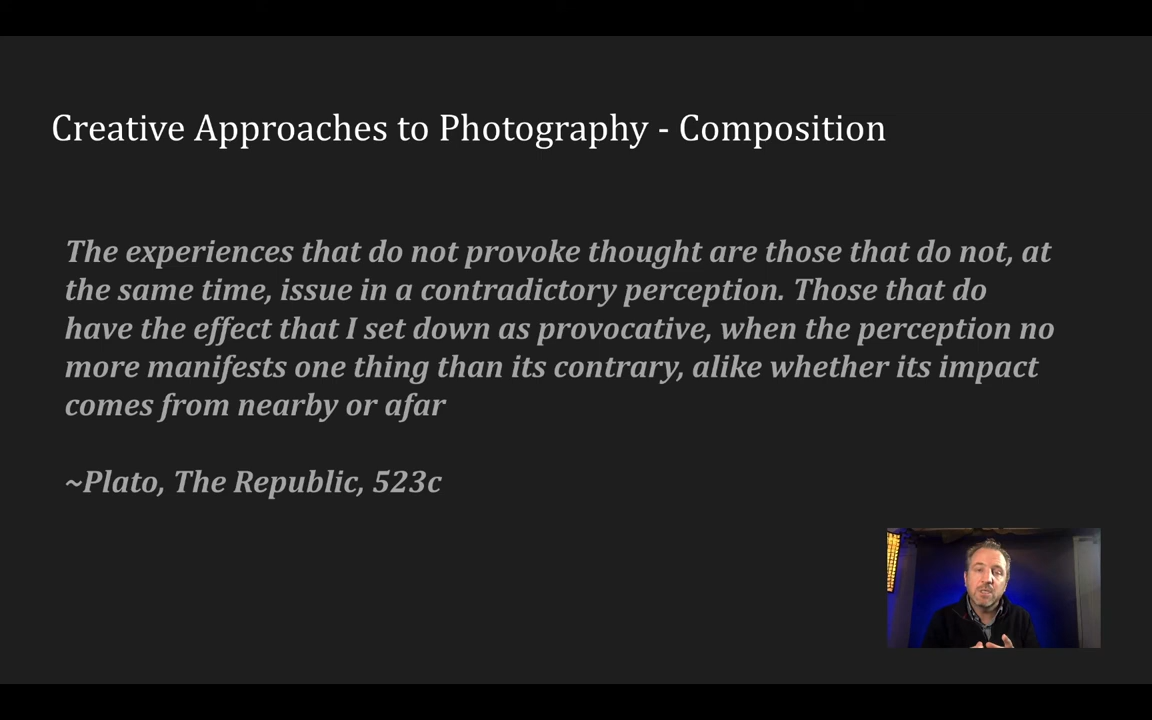 Creative Approaches to Photography - Composition
The experiences that do not provoke thought are those that do not, at
the same time, issue in a contradictory perception. Those that do
have the effect that I set down as provocative, when the perception no
more manifests one thing than its contrary, alike whether its impact
comes from nearby or afar
~Plato, The Republic, 523c